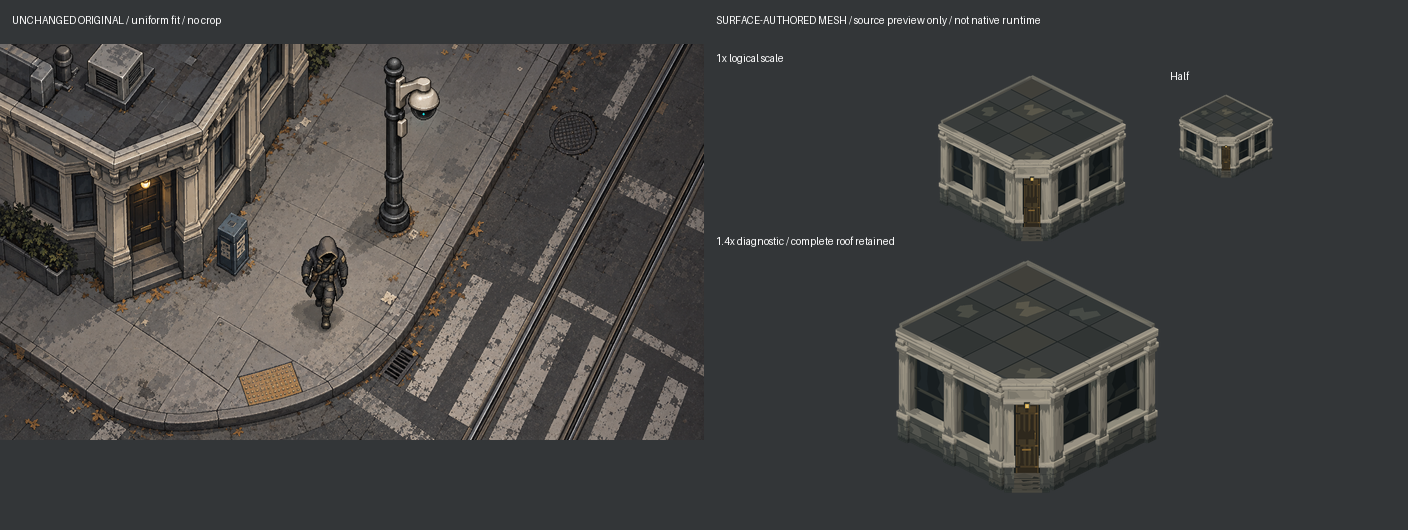 UNCHANGED ORIGINAL / uniform fit / no crop
SURFACE-AUTHORED MESH / source preview only / not native runtime
1x logical scale
Half
1.4x diagnostic / complete roof retained